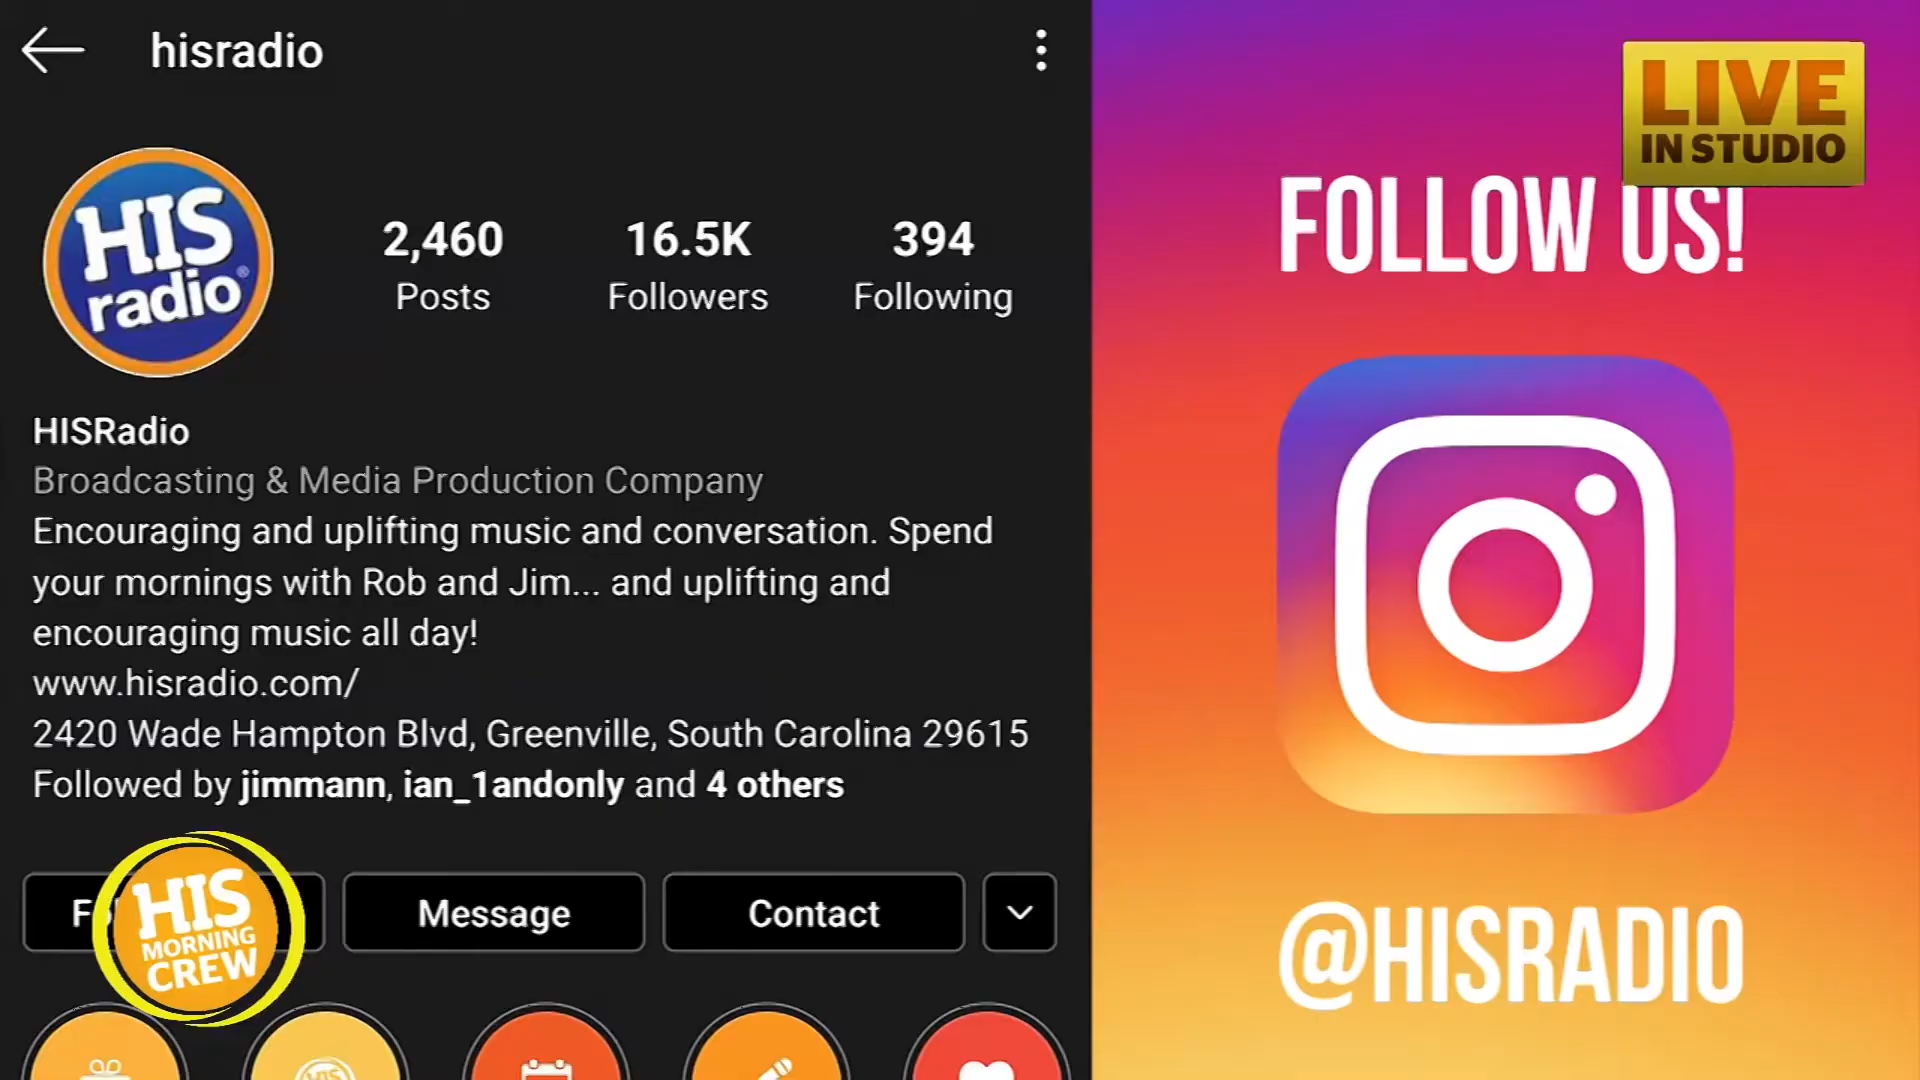 hisradio
HIS
radio®
2,460
Posts
16.5K
Followers
394
Following
HISRadio
Broadcasting & Media Production Company
Encouraging and uplifting music and conversation. Spend
your mornings with Rob and Jim... and uplifting and
encouraging music all day!
www.hisradio.com/
2420 Wade Hampton Blvd, Greenville, South Carolina 29615
Followed by jimmann, ian_1andonly and 4 others
Message
Contact
HIS
MORNING
CREW
HIS
LIVE
IN STUDIO
FOLLOW US!
@HISRADIO